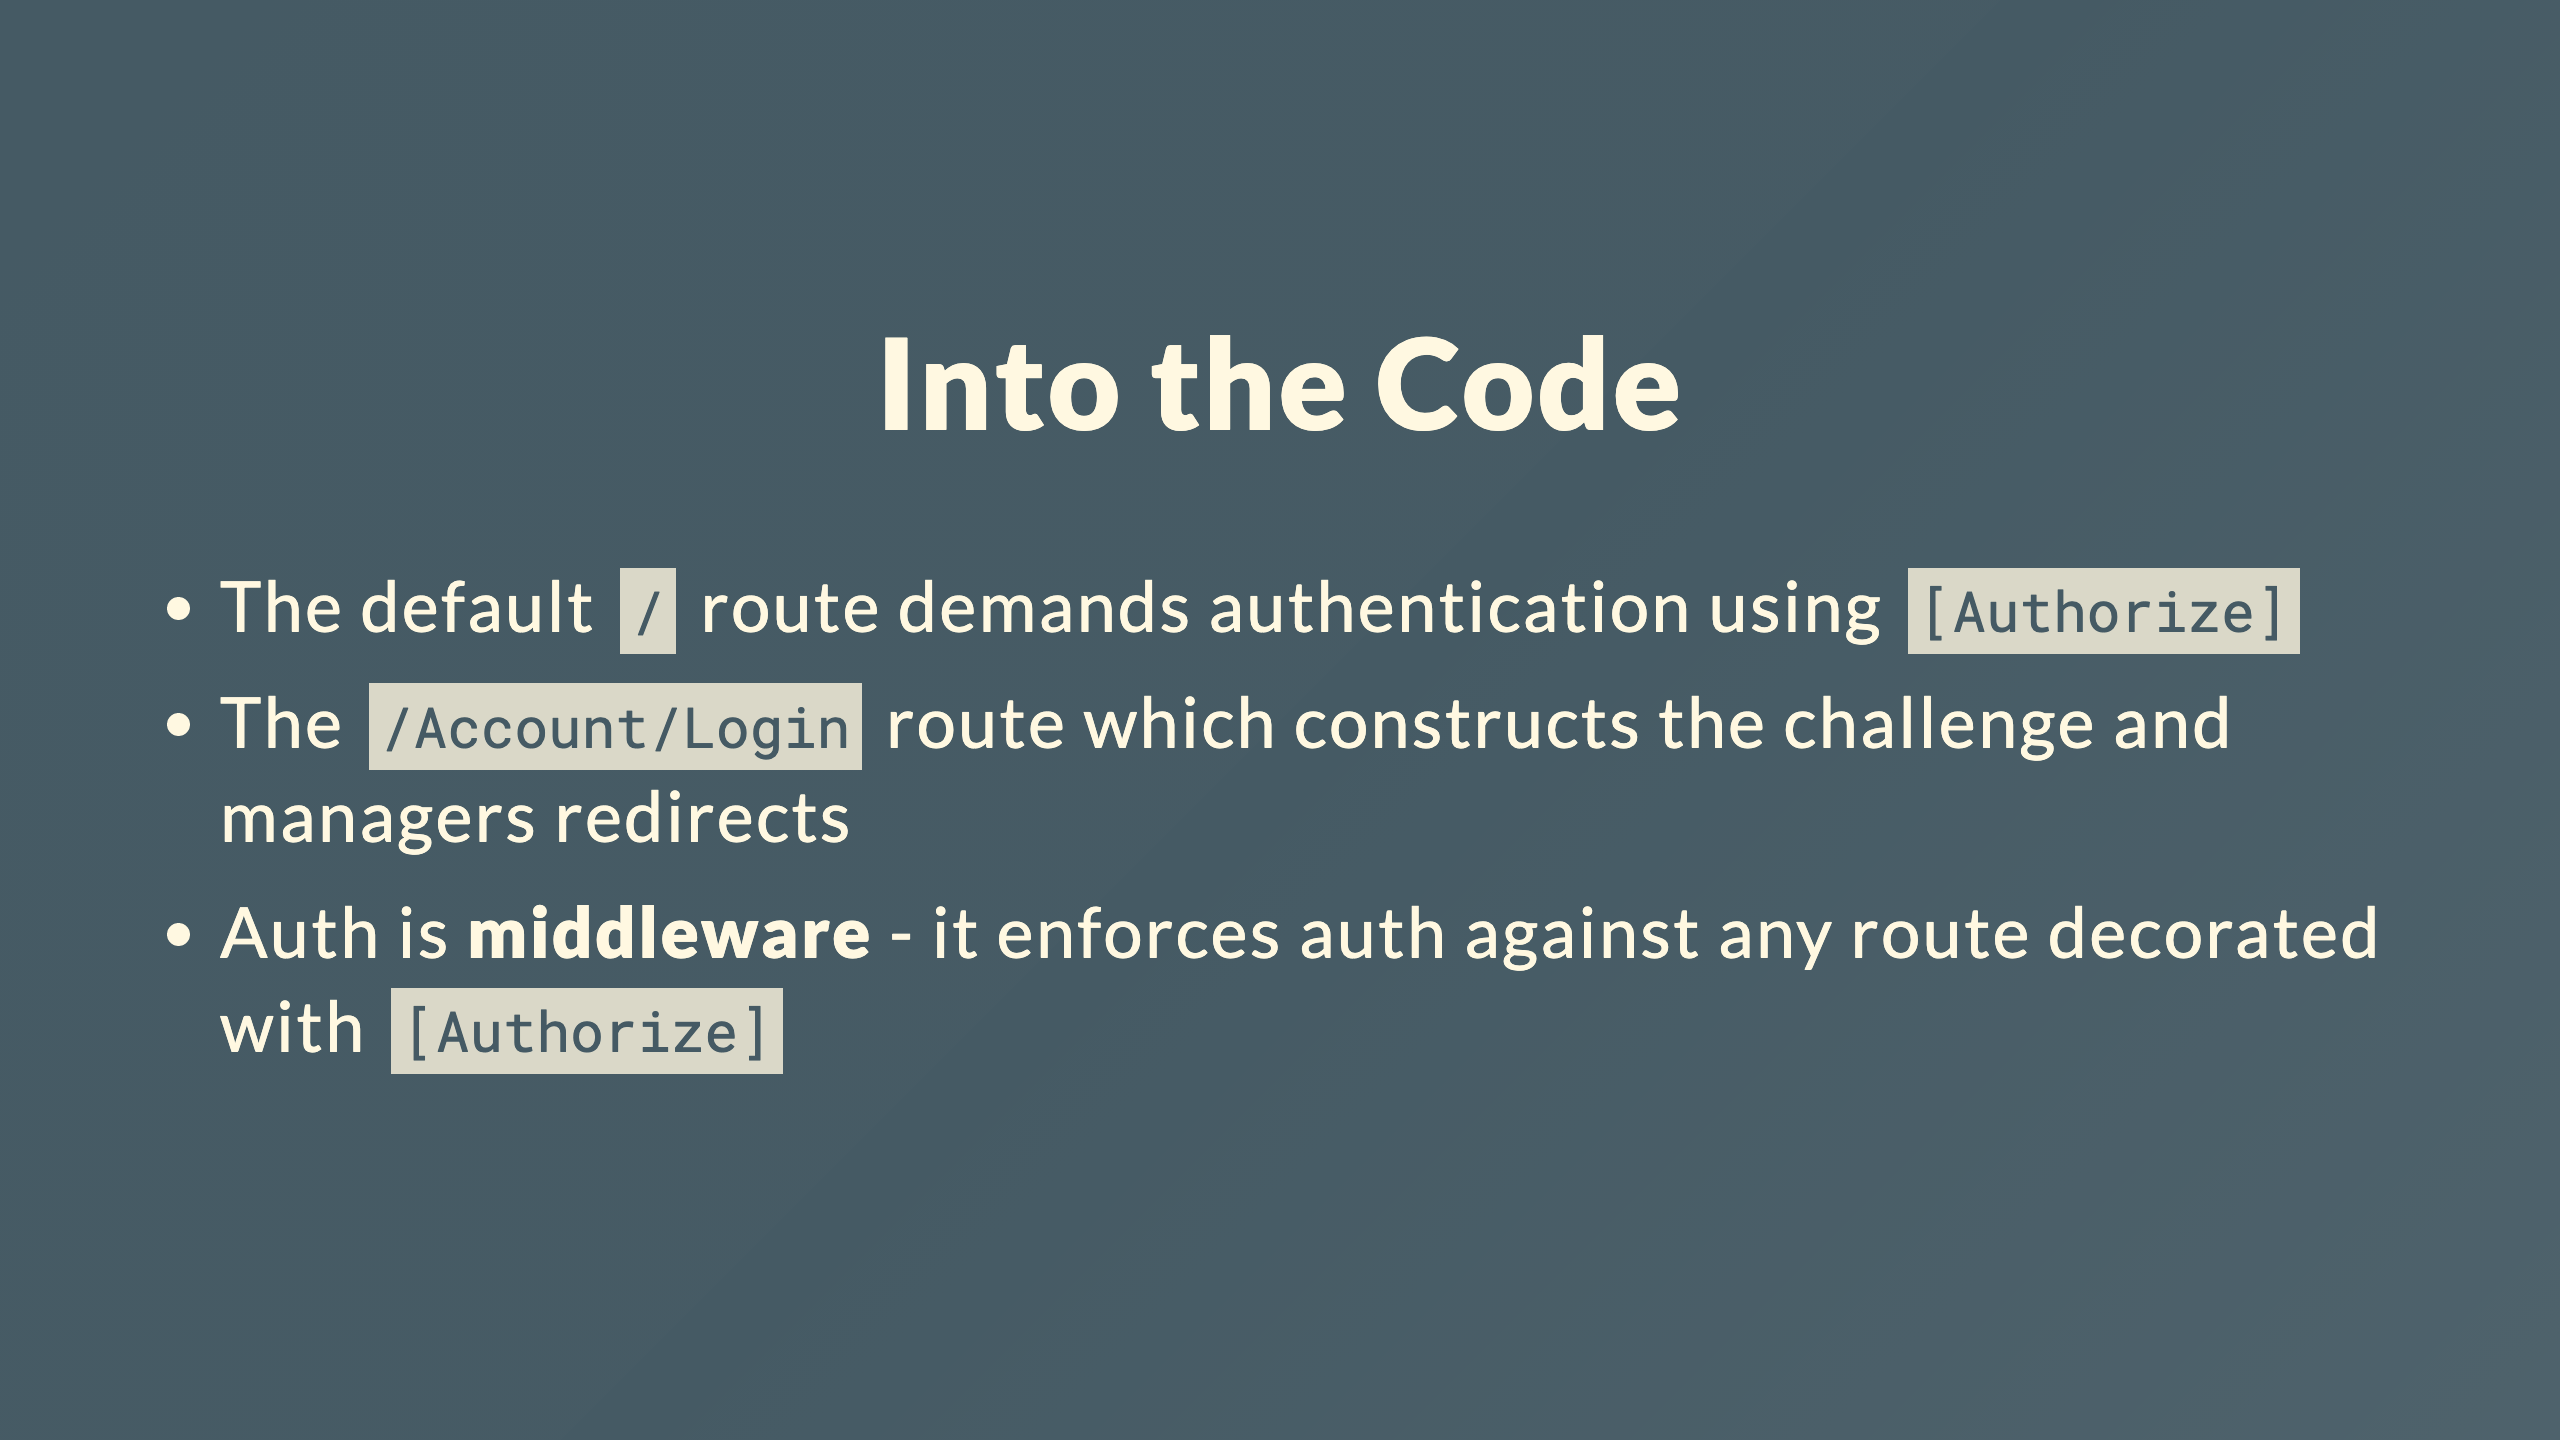 Into the Code
• The default / route demands authentication using [Authorize]
• The /Account/Login route which constructs the challenge and
managers redirects
• Auth is middleware - it enforces auth against any route decorated
with [Authorize]